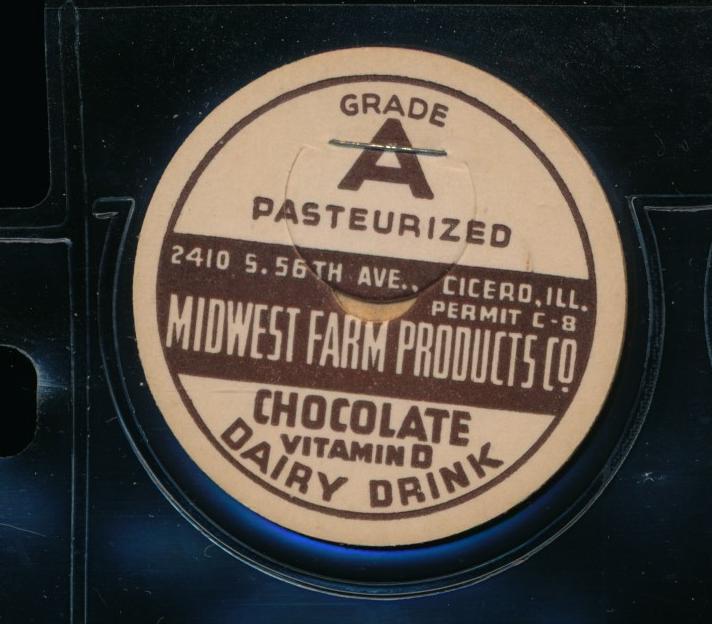 GRADE
A
PASTEURIZED
2410 S. 56TH AVE., CICERO, ILL.
PERMIT C-8
MIDWEST FARM PRODUCTS CO
CHOCOLATE
VITAMIN D
DAIRY DRINK